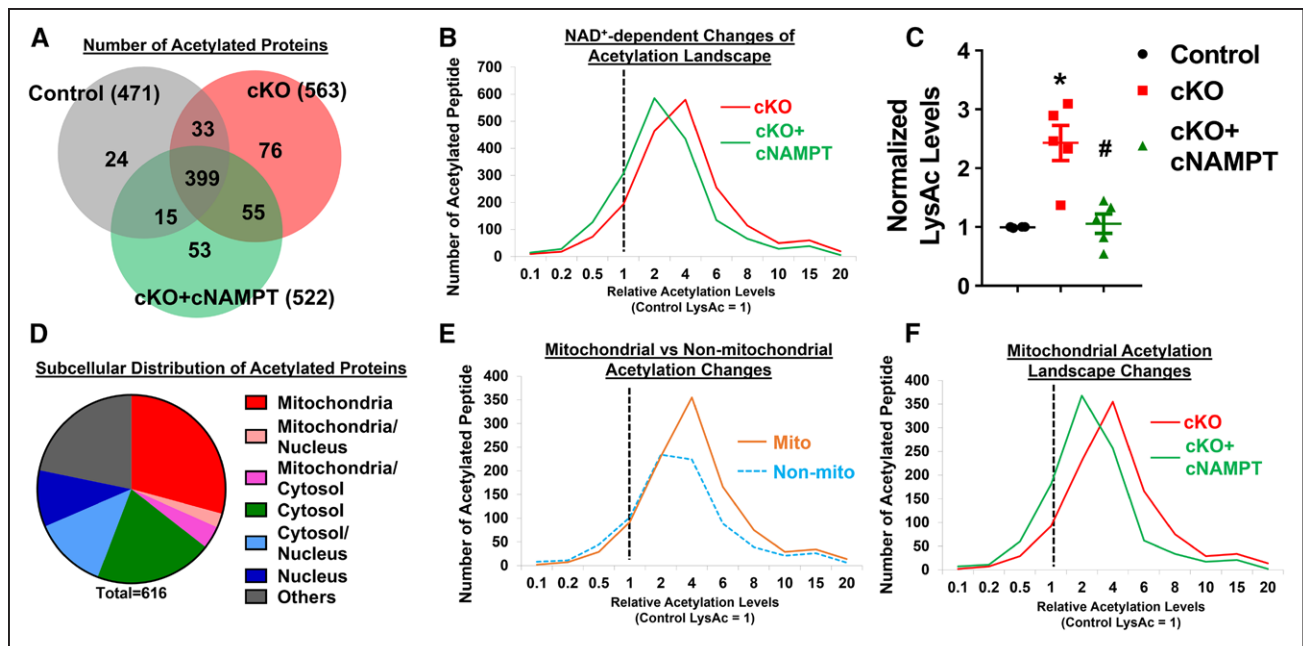 A
Number of Acetylated Proteins
Control (471)
cKO (563)
33
24
76
399
15
55
53
cKO+cNAMPT (522)
B
NAD⁺-dependent Changes of
Acetylation Landscape
Number of Acetylated Peptide
700
600
500
400
300
200
100
0
cKO
cKO+
cNAMPT
0.1 0.2 0.5 1 2 4 6 8 10 15 20
Relative Acetylation Levels
(Control LysAc = 1)
C
Normalized
LysAc Levels
4
3
2
1
0
*
#
Control
cKO
cKO+
cNAMPT
D
Subcellular Distribution of Acetylated Proteins
Total=616
Mitochondria
Mitochondria/
Nucleus
Mitochondria/
Cytosol
Cytosol
Cytosol/
Nucleus
Nucleus
Others
E
Mitochondrial vs Non-mitochondrial
Acetylation Changes
Number of Acetylated Peptide
400
350
300
250
200
150
100
50
0
Mito
Non-mito
0.1 0.2 0.5 1 2 4 6 8 10 15 20
Relative Acetylation Levels
(Control LysAc = 1)
F
Mitochondrial Acetylation
Landscape Changes
Number of Acetylated Peptide
400
350
300
250
200
150
100
50
0
cKO
cKO+
cNAMPT
0.1 0.2 0.5 1 2 4 6 8 10 15 20
Relative Acetylation Levels
(Control LysAc = 1)